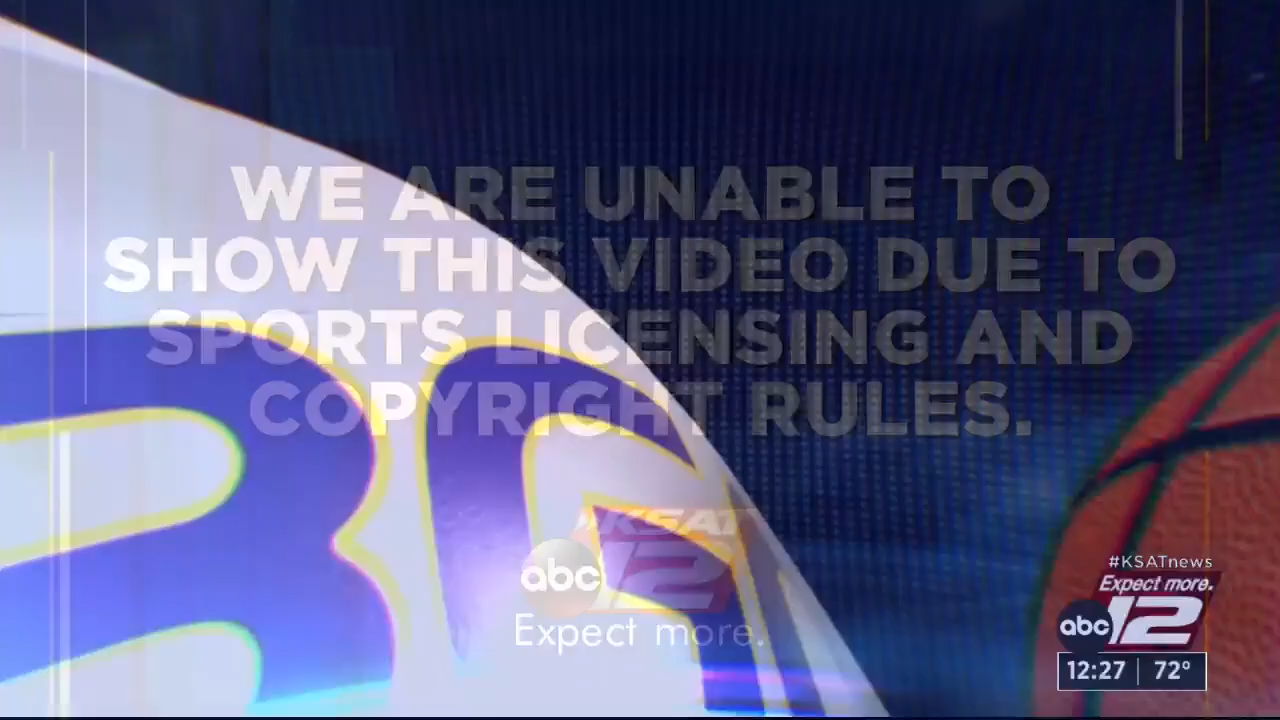 WE ARE UNABLE TO
SHOW THIS VIDEO DUE TO
SPORTS LICENSING AND
COPYRIGHT RULES.
KSAT
abc 12
Expect more.
#KSATnews
Expect more.
abc 12
12:27 72°